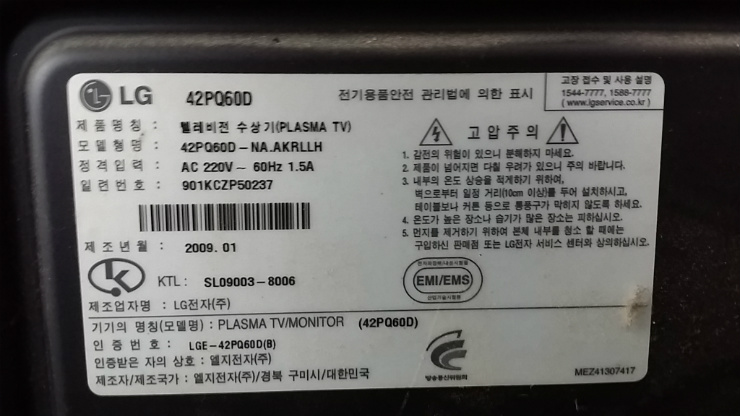 LG 42PQ60D 전기용품안전 관리법에 의한 표시
고장 접수 및 사용 설명
1544-7777, 1588-7777
( www.lgservice.co.kr )
제 품 명 칭 : 텔레비전 수상기(PLASMA TV)
모 델 형 명 : 42PQ60D-NA.AKRLLH
정 격 입 력 : AC 220V ~ 60Hz 1.5A
일 련 번 호 : 901KCZP50237
고 압 주 의
1. 감전의 위험이 있으니 분해하지 마세요.
2. 제품이 넘어지면 다칠 우려가 있으니 주의 바랍니다.
3. 내부의 온도 상승을 적게하기 위하여,
벽으로부터 일정 거리(10cm 이상)를 두어 설치하시고,
테이블보나 커튼 등으로 통풍구가 막히지 않도록 하세요.
4. 온도가 높은 장소나 습기가 많은 장소는 피하십시오.
5. 먼지를 제거하기 위하여 본체 내부를 청소 할 때에는
구입하신 판매점 또는 LG전자 서비스 센터와 상의하십시오.
제 조 년 월 : 2009. 01
KTL : SL09003-8006
EMI/EMS
제조업자명 : LG전자(주)
기기의 명칭(모델명) : PLASMA TV/MONITOR (42PQ60D)
인 증 번 호 : LGE-42PQ60D(B)
인증받은 자의 상호 : 엘지전자(주)
제조자/제조국가 : 엘지전자(주)/경북 구미시/대한민국
방송통신위원회
MEZ41307417